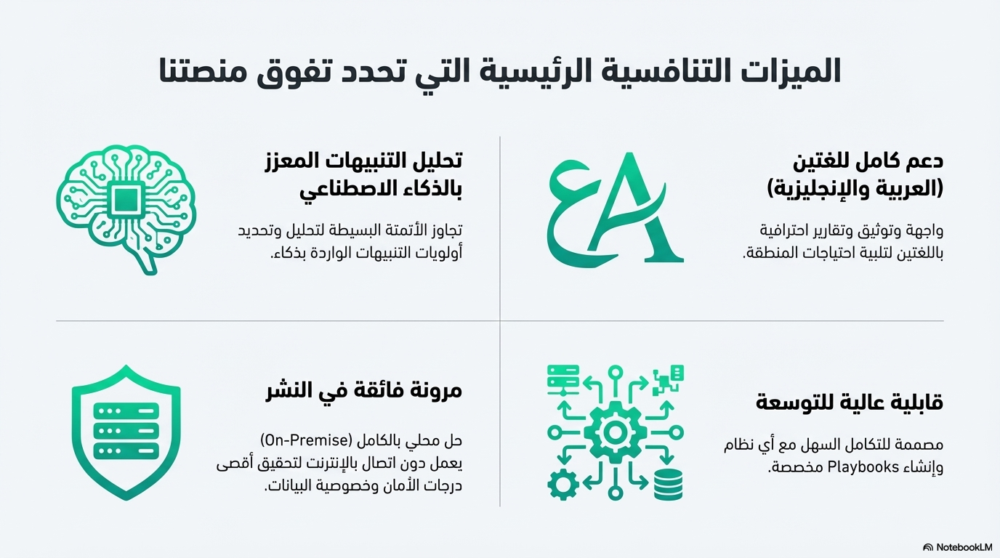 الميزات التنافسية الرئيسية التي تحدد تفوق منصتنا
دعم كامل للغتين
(العربية والإنجليزية)
واجهة وتوثيق وتقارير احترافية
باللغتين لتلبية احتياجات المنطقة.
تحليل التنبيهات المعزز
بالذكاء الاصطناعي
تجاوز الأتمتة البسيطة لتحليل وتحديد
أولويات التنبيهات الواردة بذكاء.
قابلية عالية للتوسعة
مصممة للتكامل السهل مع أي نظام
وإنشاء Playbooks مخصصة.
مرونة فائقة في النشر
حل محلي بالكامل (On-Premise)
يعمل دون اتصال بالإنترنت لتحقيق أقصى
درجات الأمان وخصوصية البيانات.
NotebookLM